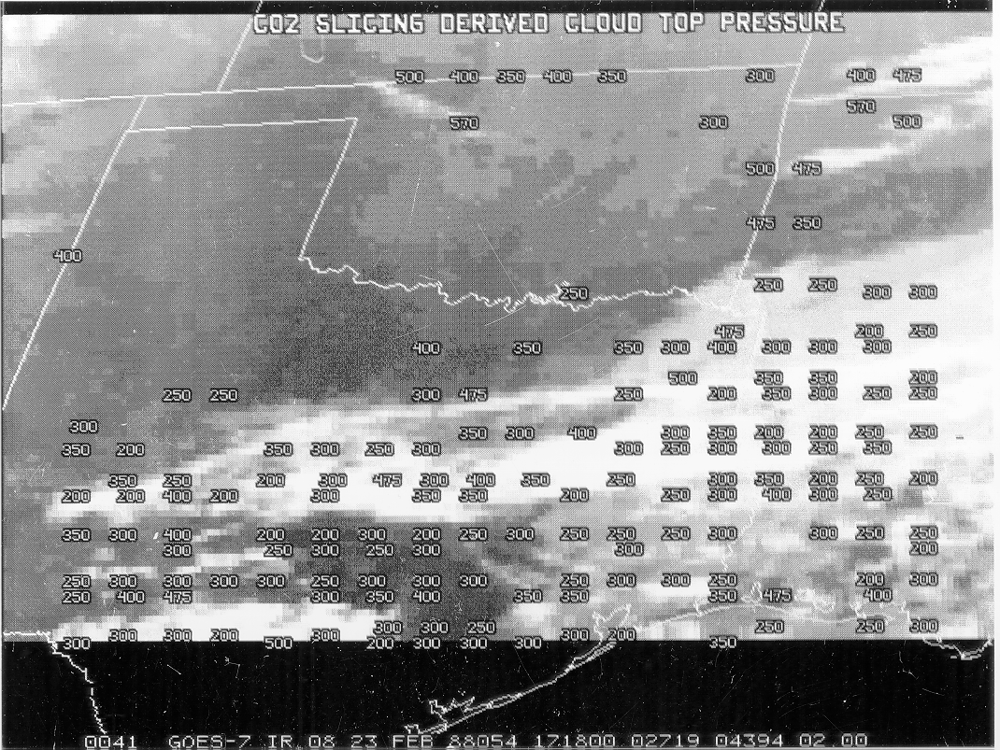 CO2 SLICING DERIVED CLOUD TOP PRESSURE
500 400 350 400 350 300 400 475
570
570 300 500
500 475
475 350
400
250 250 300 300
250
475 200 250
400 350 350 300 400 300 300 300
500 350 350 200
250 250 300 475 250 200 350 300 250 250
300
350 300 400 300 350 200 200 250 250
350 200 350 300 250 300 300 250 300 300 250 350
350 250 200 300 475 300 400 350 250 300 350 200 250 200
200 200 400 200 300 350 350 200 250 300 400 300 250
350 300 400 200 200 300 200 250 300 250 250 250 300 300 250 250
300 250 300 250 300 300 200
250 300 300 300 300 250 300 300 300 250 300 300 250 200 300
250 400 475 300 350 400 350 350 350 475 400
300 300 250 250 250 300
300 300 200 300 300 200
300 500 200 300 300 300 350
0041 GOES-7 IR 08 23 FEB 88054 171800 02719 04394 02.00